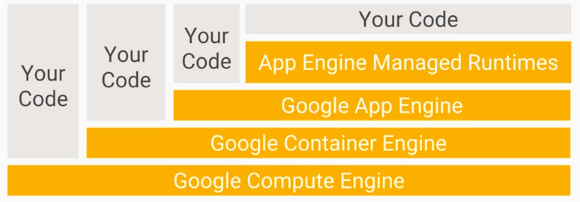 Your
Code
Your
Code
Your
Code
Your Code
App Engine Managed Runtimes
Google App Engine
Google Container Engine
Google Compute Engine